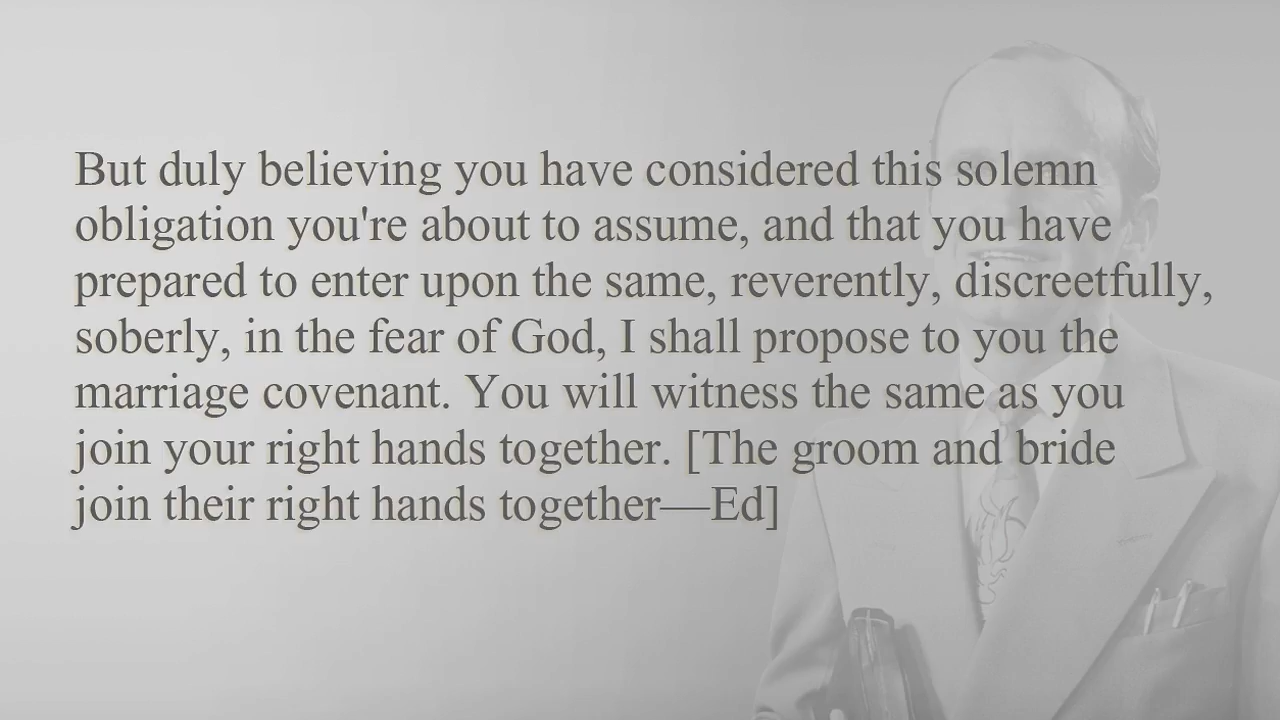 But duly believing you have considered this solemn
obligation you're about to assume, and that you have
prepared to enter upon the same, reverently, discreetfully,
soberly, in the fear of God, I shall propose to you the
marriage covenant. You will witness the same as you
join your right hands together. [The groom and bride
join their right hands together—Ed]